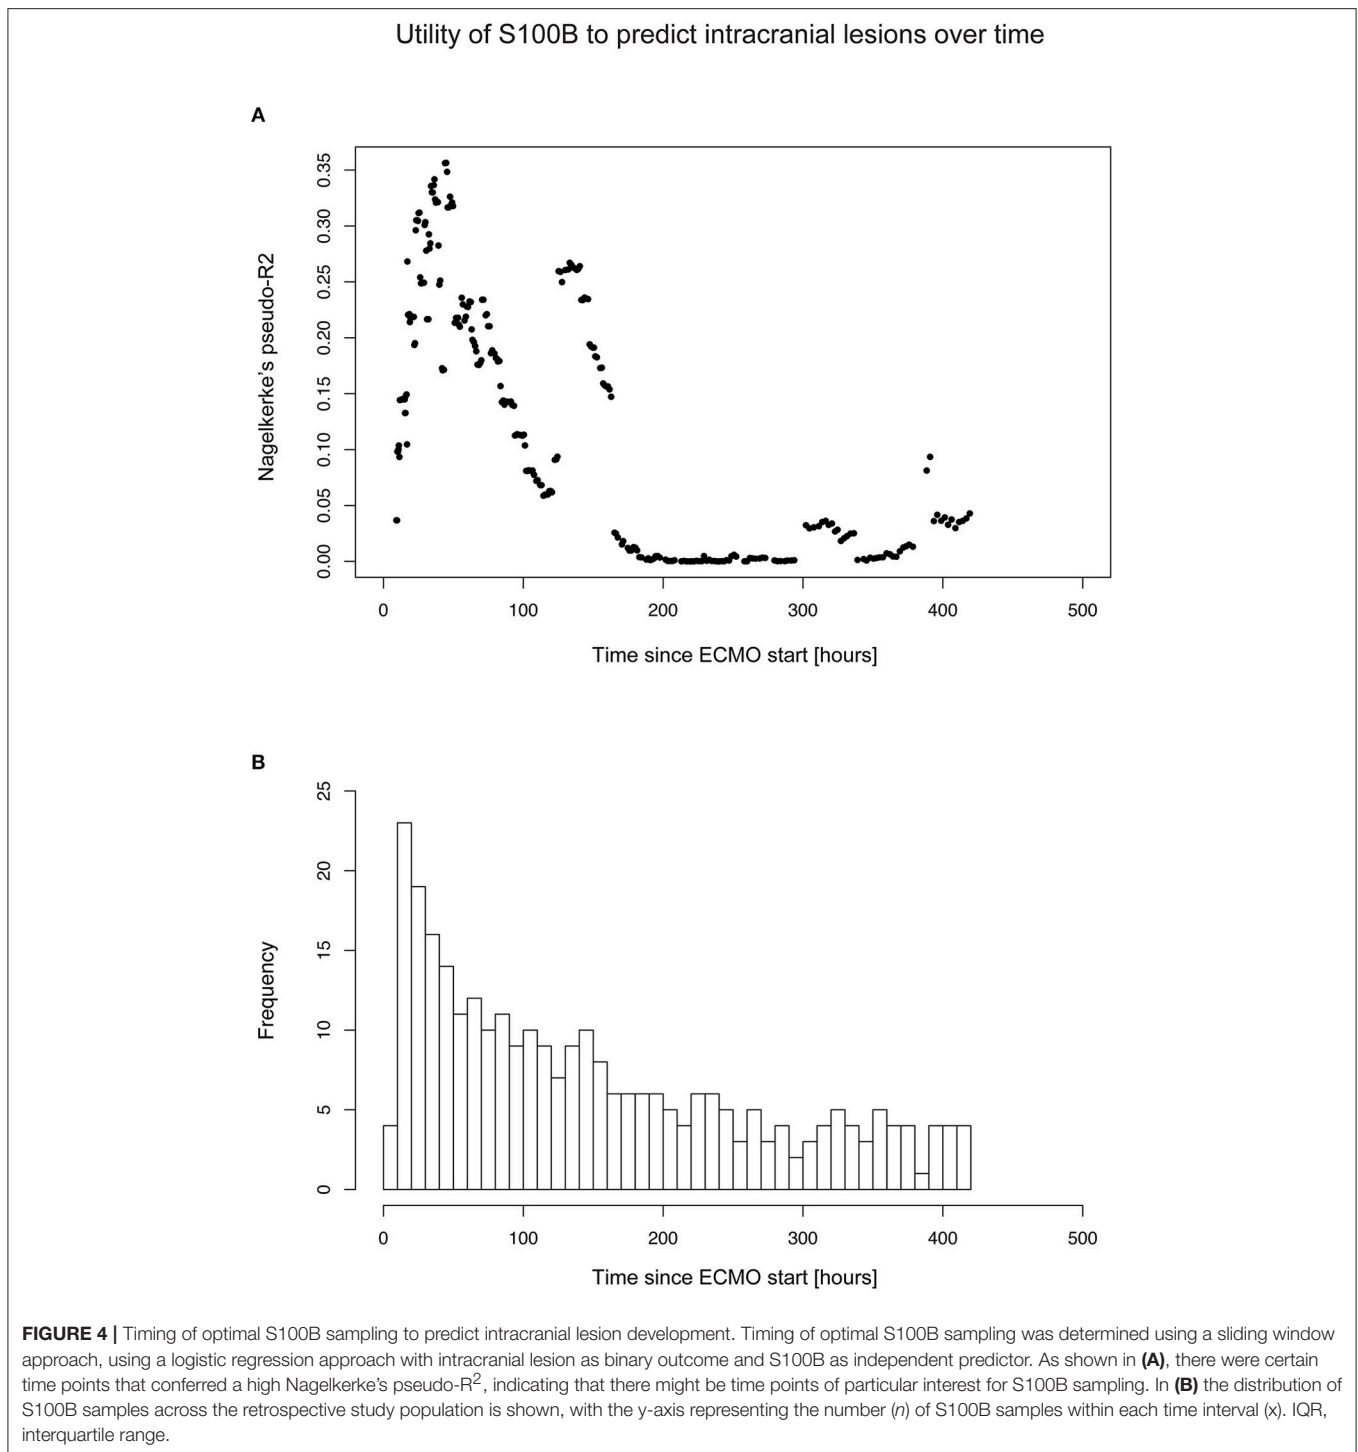 Utility of S100B to predict intracranial lesions over time
A
Nagelkerke's pseudo-R2
0.35
0.30
0.25
0.20
0.15
0.10
0.05
0.00
0 100 200 300 400 500
Time since ECMO start [hours]
B
Frequency
25
20
15
10
5
0
0 100 200 300 400 500
Time since ECMO start [hours]
FIGURE 4 | Timing of optimal S100B sampling to predict intracranial lesion development. Timing of optimal S100B sampling was determined using a sliding window
approach, using a logistic regression approach with intracranial lesion as binary outcome and S100B as independent predictor. As shown in (A), there were certain
time points that conferred a high Nagelkerke's pseudo-R², indicating that there might be time points of particular interest for S100B sampling. In (B) the distribution of
S100B samples across the retrospective study population is shown, with the y-axis representing the number (n) of S100B samples within each time interval (x). IQR,
interquartile range.